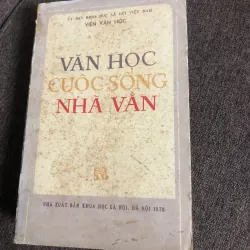 ỦY BAN KHOA HỌC XÃ HỘI VIỆT NAM
VIỆN VĂN HỌC
VĂN HỌC
CUỘC SỐNG
NHÀ VĂN
NHÀ XUẤT BẢN KHOA HỌC XÃ HỘI, HÀ NỘI 1978